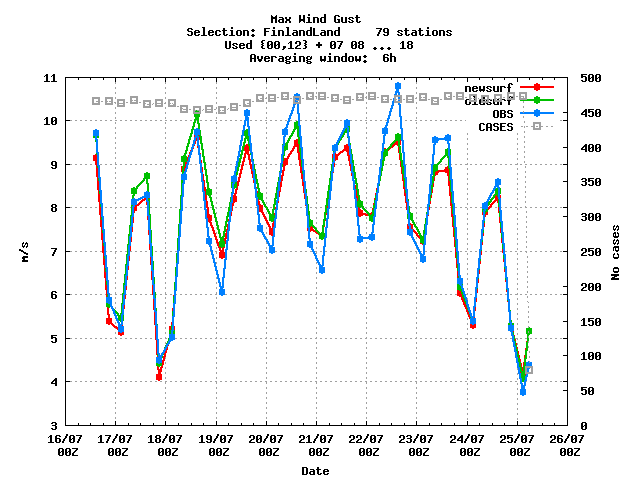 Max Wind Gust
Selection: FinlandLand     79 stations
Used {00,12} + 07 08 ... 18
Averaging window:  6h
newsurf
oldsurf
OBS
CASES
11
10
9
8
7
6
5
4
3
m/s
500
450
400
350
300
250
200
150
100
50
0
No cases
16/07 17/07 18/07 19/07 20/07 21/07 22/07 23/07 24/07 25/07 26/07
00Z 00Z 00Z 00Z 00Z 00Z 00Z 00Z 00Z 00Z 00Z
Date